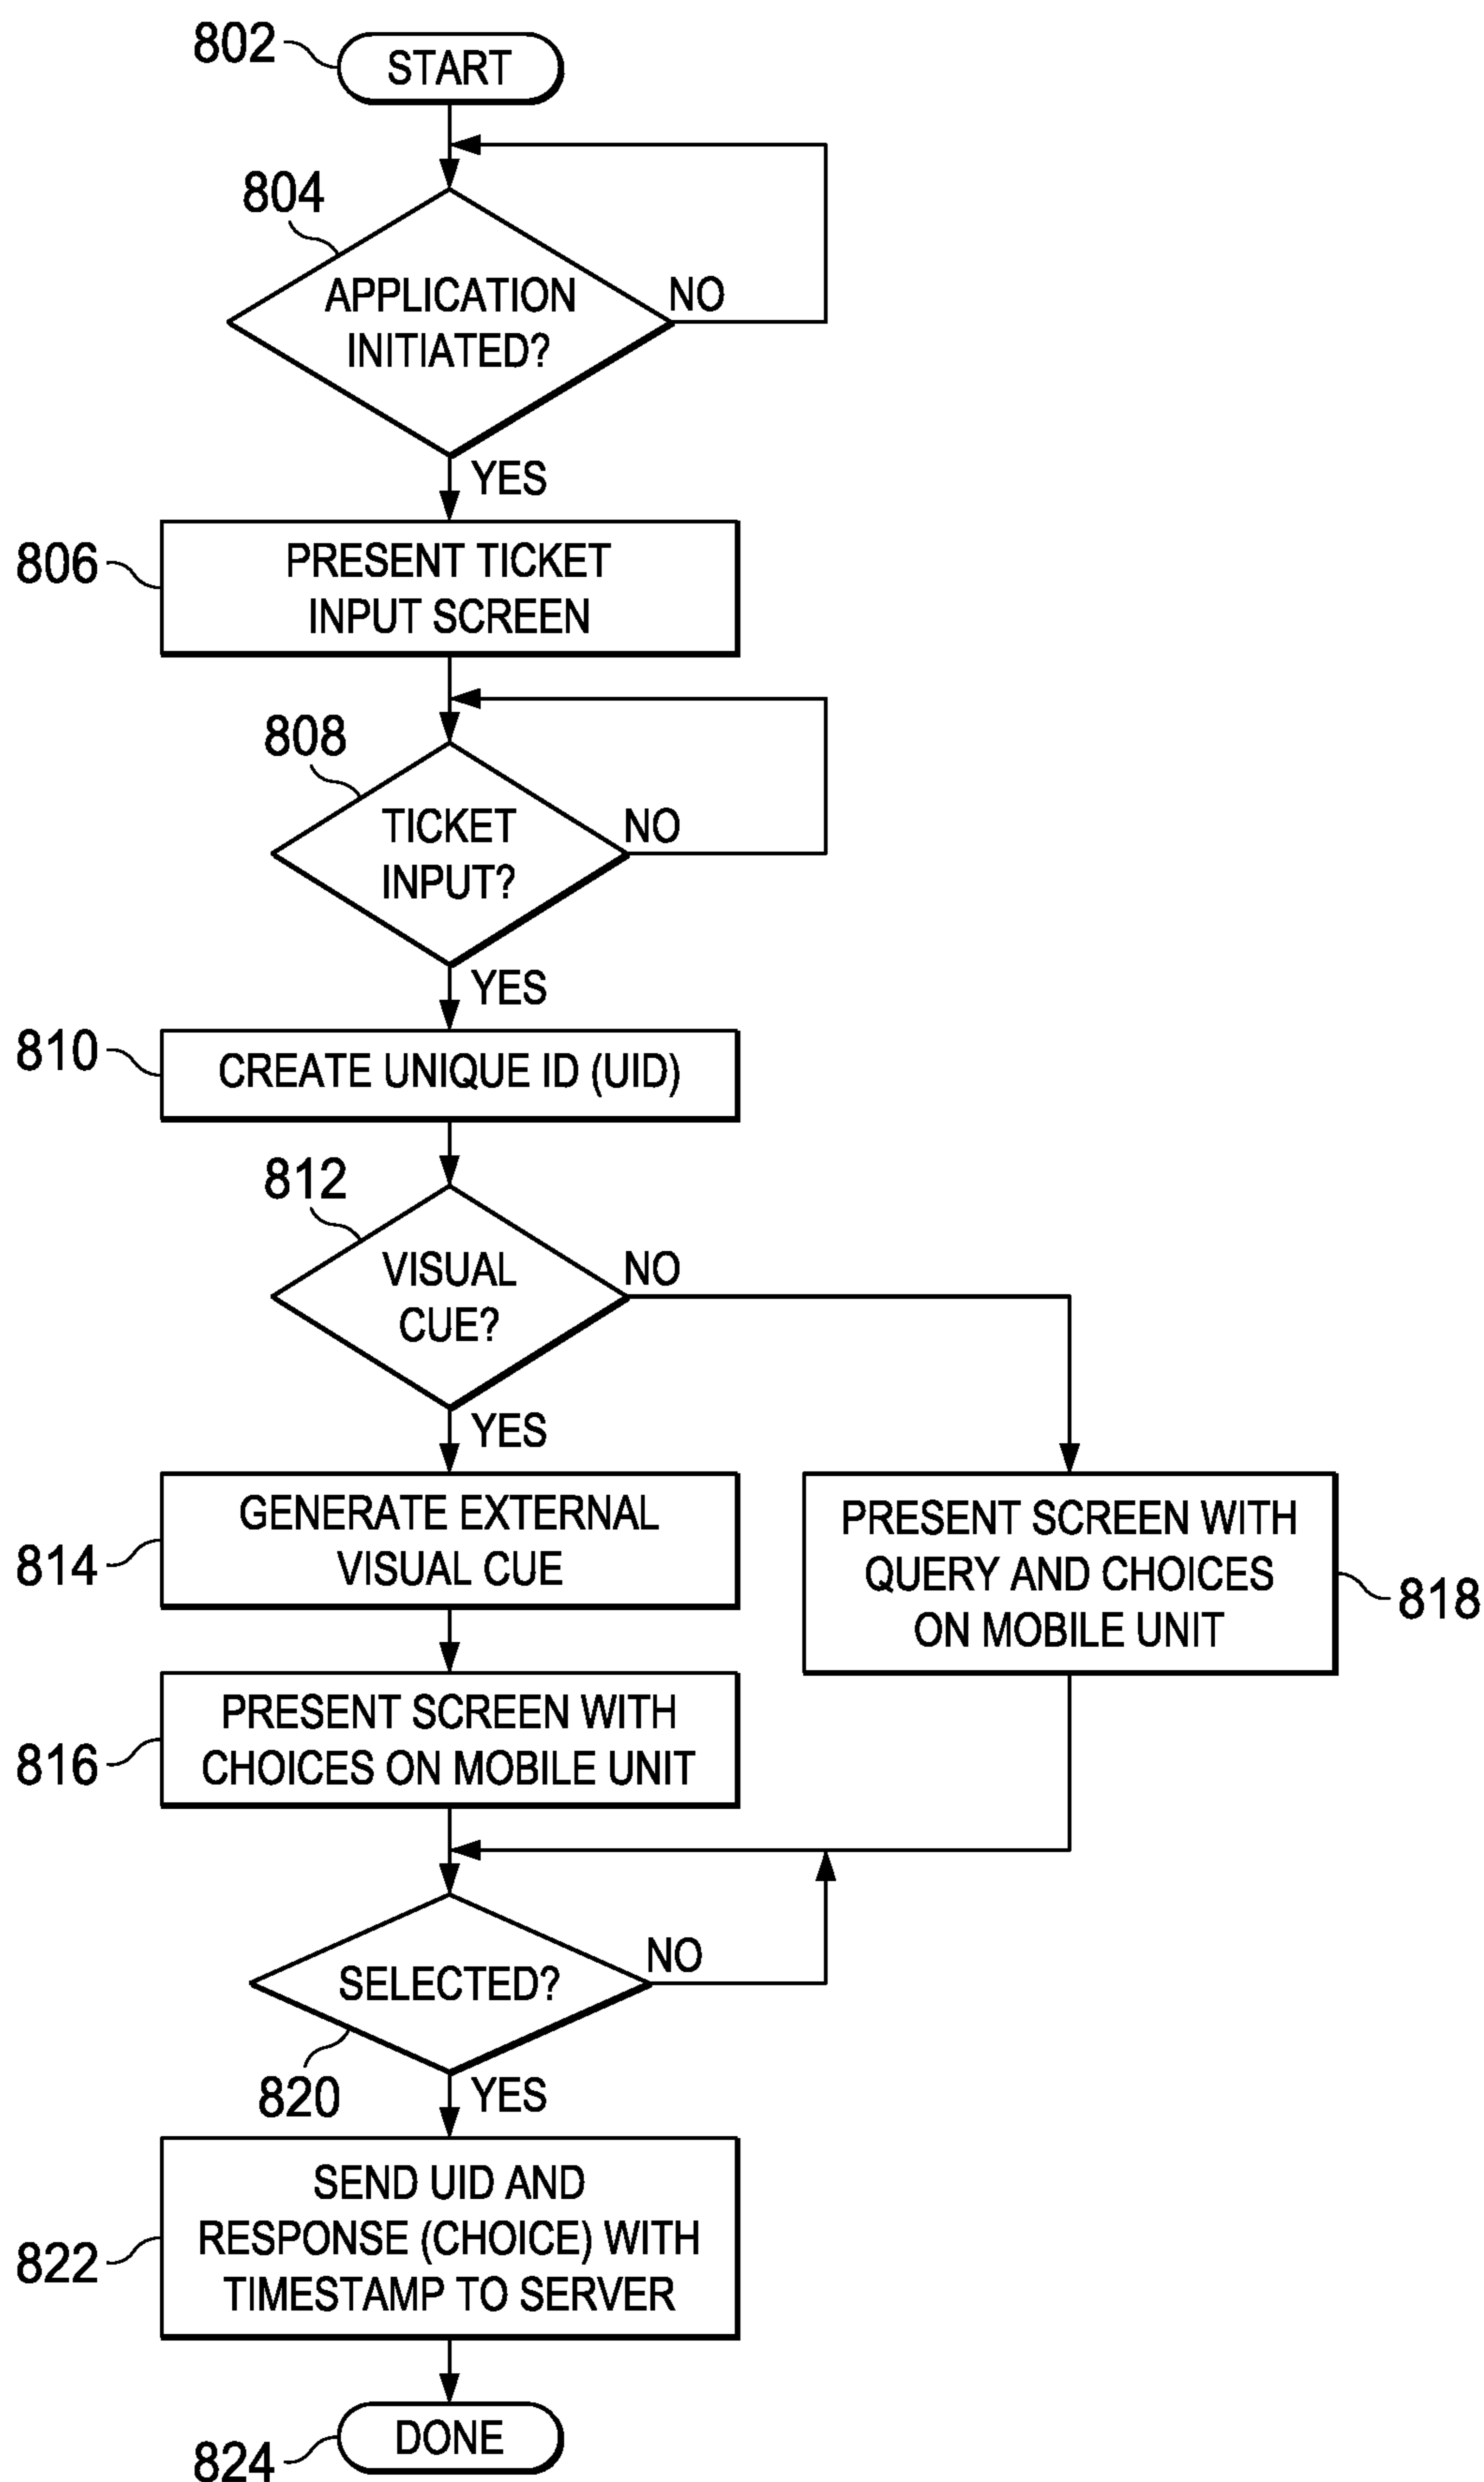 802
START
804
APPLICATION
INITIATED?
NO
YES
806
PRESENT TICKET
INPUT SCREEN
808
TICKET
INPUT?
NO
YES
810
CREATE UNIQUE ID (UID)
812
VISUAL
CUE?
NO
YES
814
GENERATE EXTERNAL
VISUAL CUE
816
PRESENT SCREEN WITH
CHOICES ON MOBILE UNIT
PRESENT SCREEN WITH
QUERY AND CHOICES
ON MOBILE UNIT
818
SELECTED?
NO
820
YES
822
SEND UID AND
RESPONSE (CHOICE) WITH
TIMESTAMP TO SERVER
824
DONE